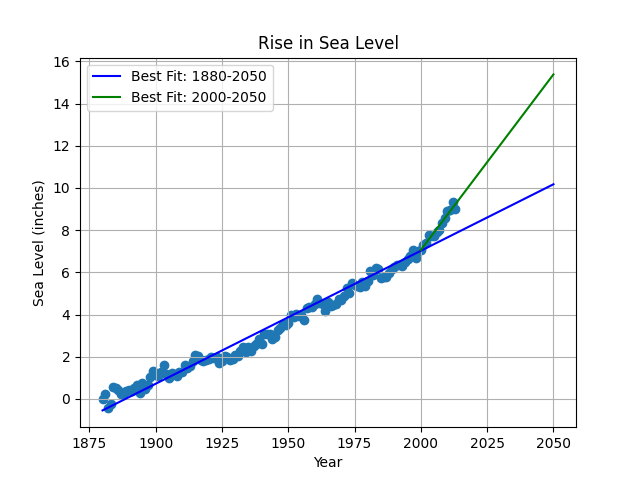 Rise in Sea Level
Best Fit: 1880-2050
Best Fit: 2000-2050
Sea Level (inches)
16
14
12
10
8
6
4
2
0
1875 1900 1925 1950 1975 2000 2025 2050
Year